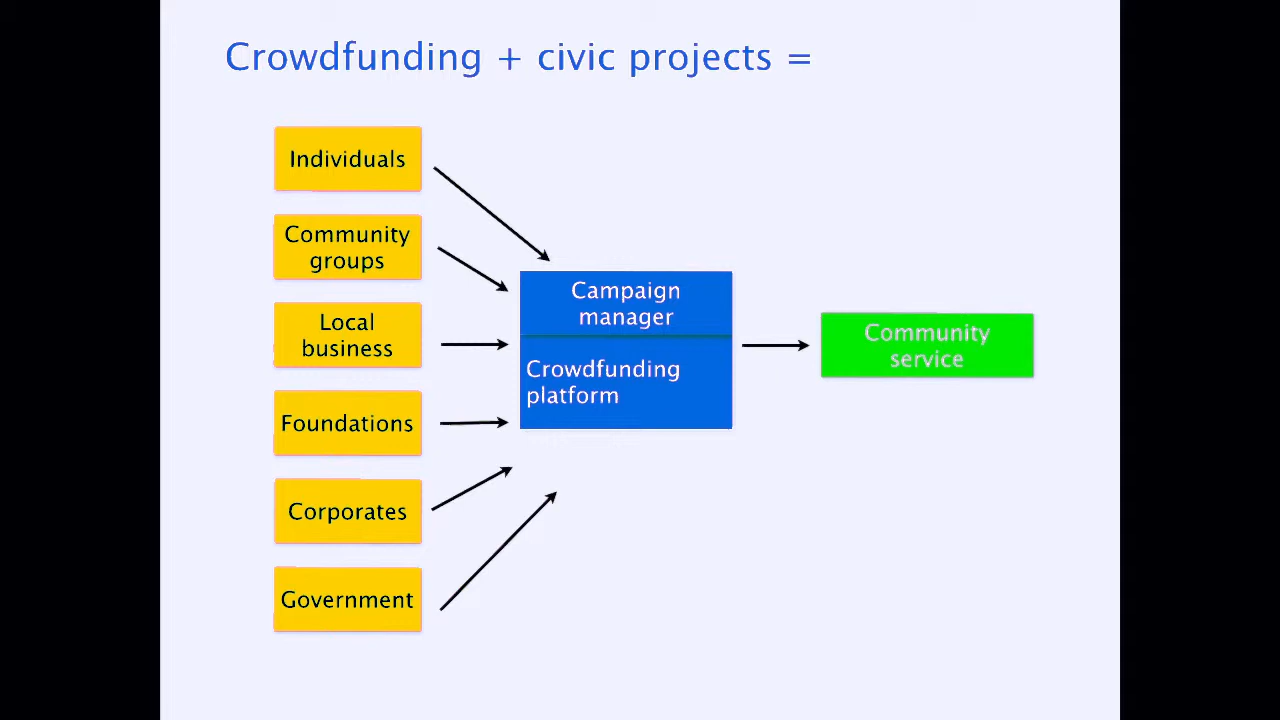 Crowdfunding + civic projects =
Individuals
Community
groups
Local
business
Foundations
Corporates
Government
Campaign
manager
Crowdfunding
platform
Community
service